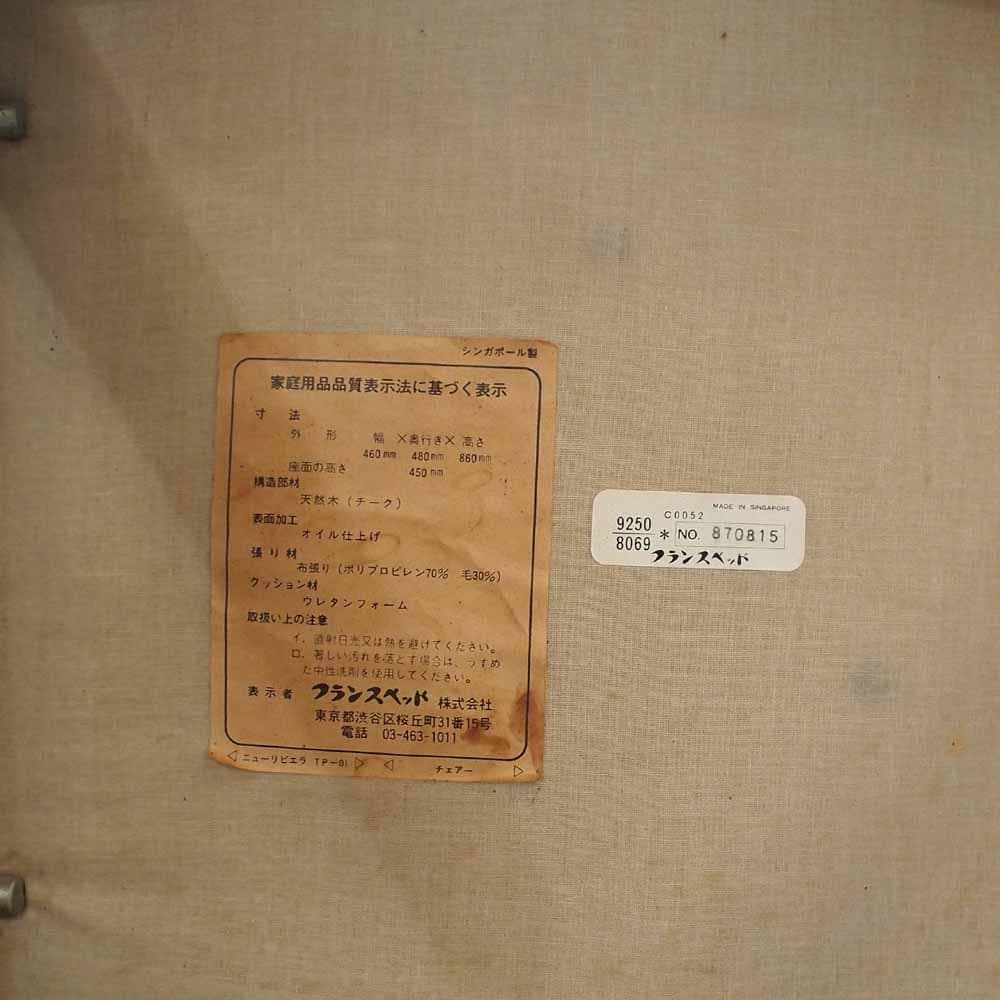 シンガポール製
家庭用品品質表示法に基づく表示
寸法
外形 幅×奥行き×高さ
460mm 480mm 860mm
座面の高さ 450mm
構造部材
天然木(チーク)
表面加工
オイル仕上げ
張り材
布張り(ポリプロピレン70% 毛30%)
クッション材
ウレタンフォーム
取扱い上の注意
イ. 直射日光又は熱を避けてください。
ロ. 著しい汚れを落とす場合は、うすめ
た中性洗剤を使用してください。
表示者 フランスベッド 株式会社
東京都渋谷区桜丘町31番15号
電話 03-463-1011
◁ ニューリビエラ TP-01 ▷ ◁ チェアー ▷
MADE IN SINGAPORE
C0052
9250
8069 * NO. 870815
フランスベッド